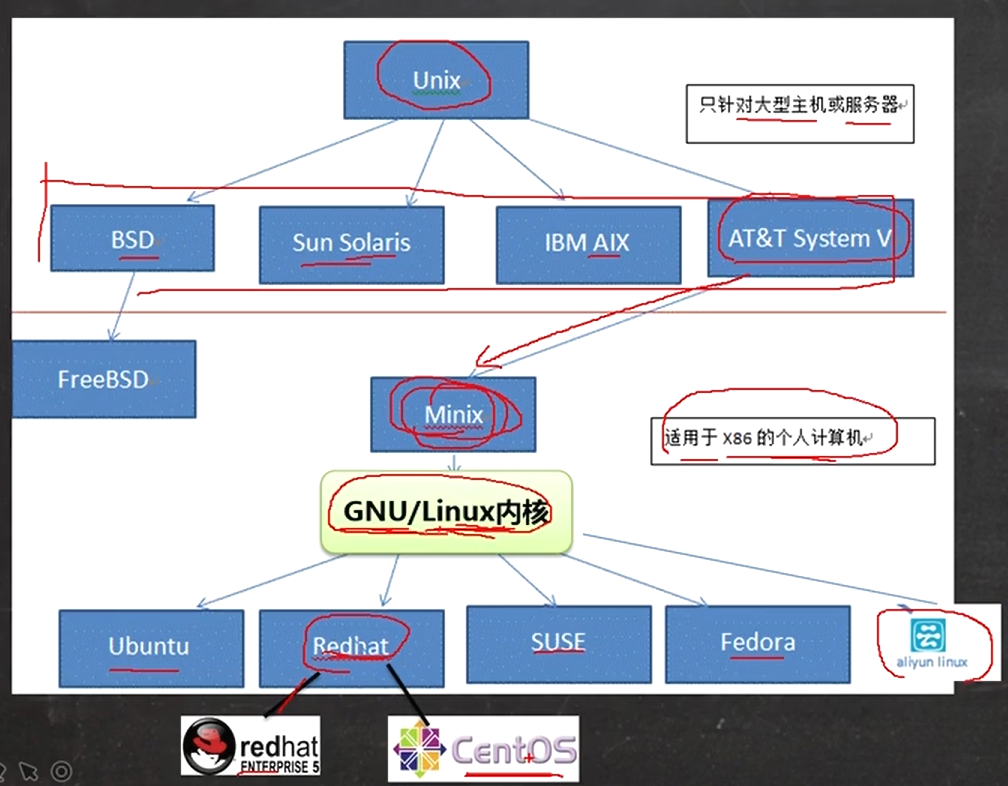 Unix
只针对大型主机或服务器
BSD
Sun Solaris
IBM AIX
AT&T System V
FreeBSD
Minix
适用于 X86 的个人计算机
GNU/Linux内核
Ubuntu
Redhat
SUSE
Fedora
云
aliyun linux
redhat
ENTERPRISE 5
CentOS